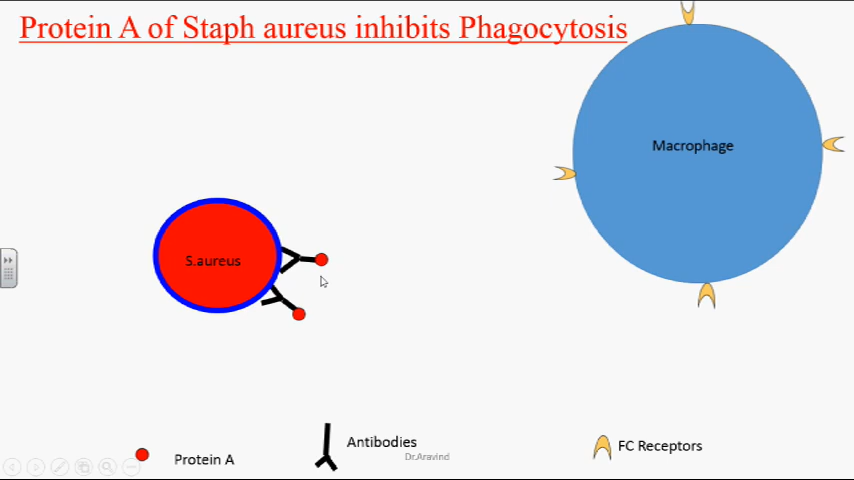 Protein A of Staph aureus inhibits Phagocytosis
Macrophage
S.aureus
Protein A
Antibodies
Dr.Aravind
FC Receptors